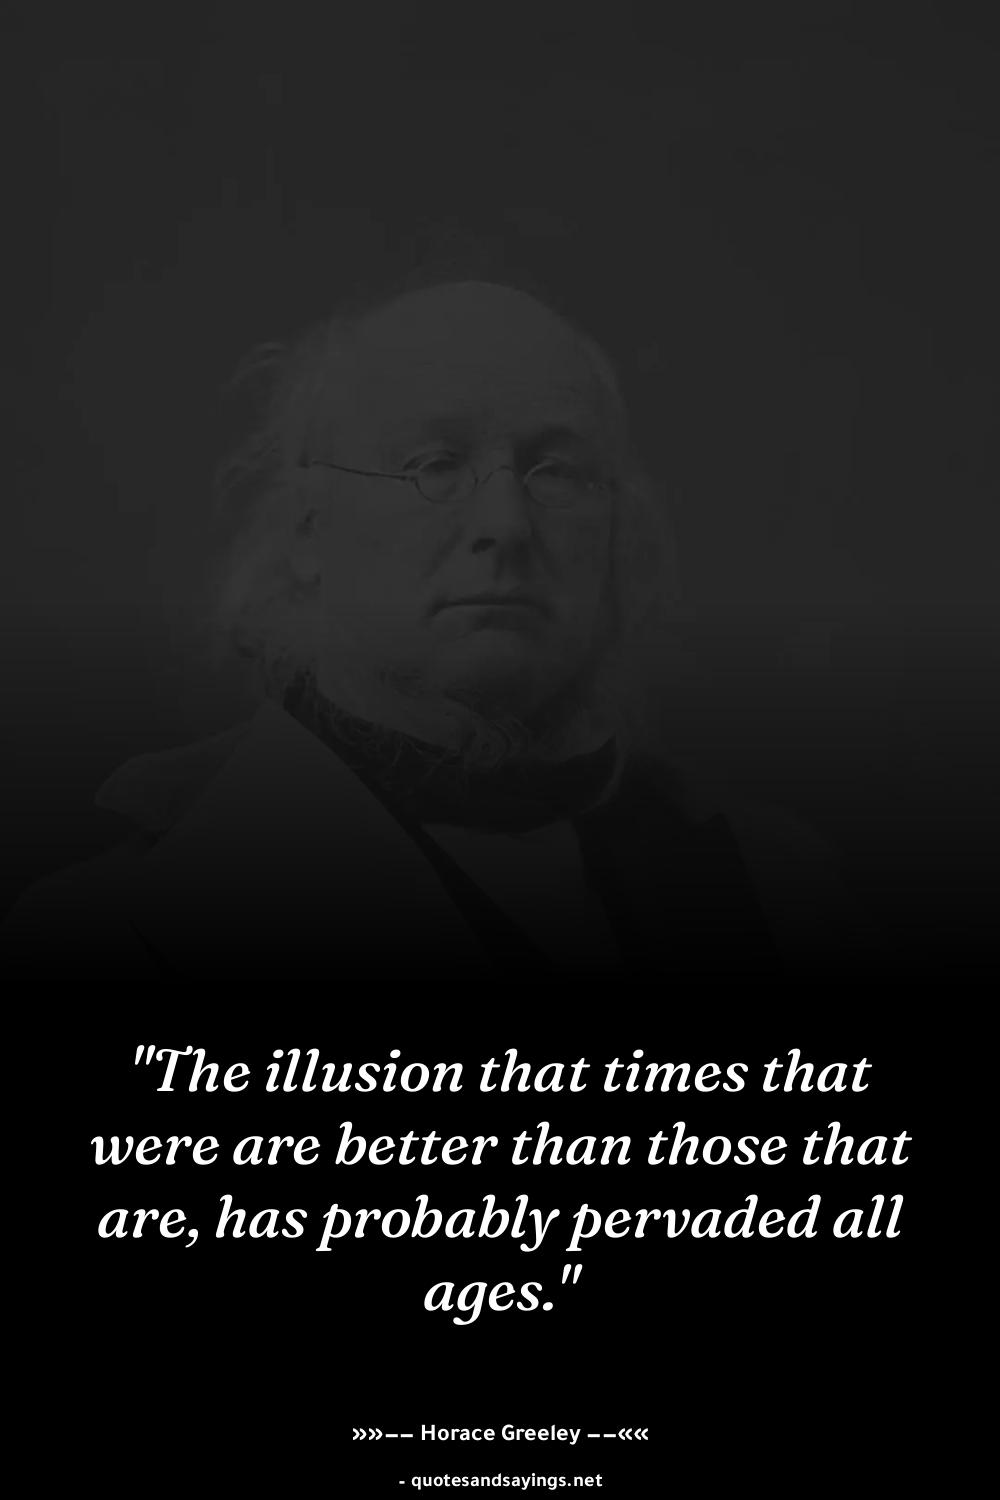 "The illusion that times that
were are better than those that
are, has probably pervaded all
ages."
»»–– Horace Greeley ––««
- quotesandsayings.net